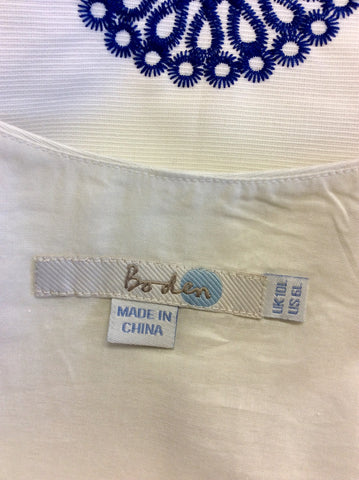 Boden
MADE IN
CHINA
UK 10L
US 6L